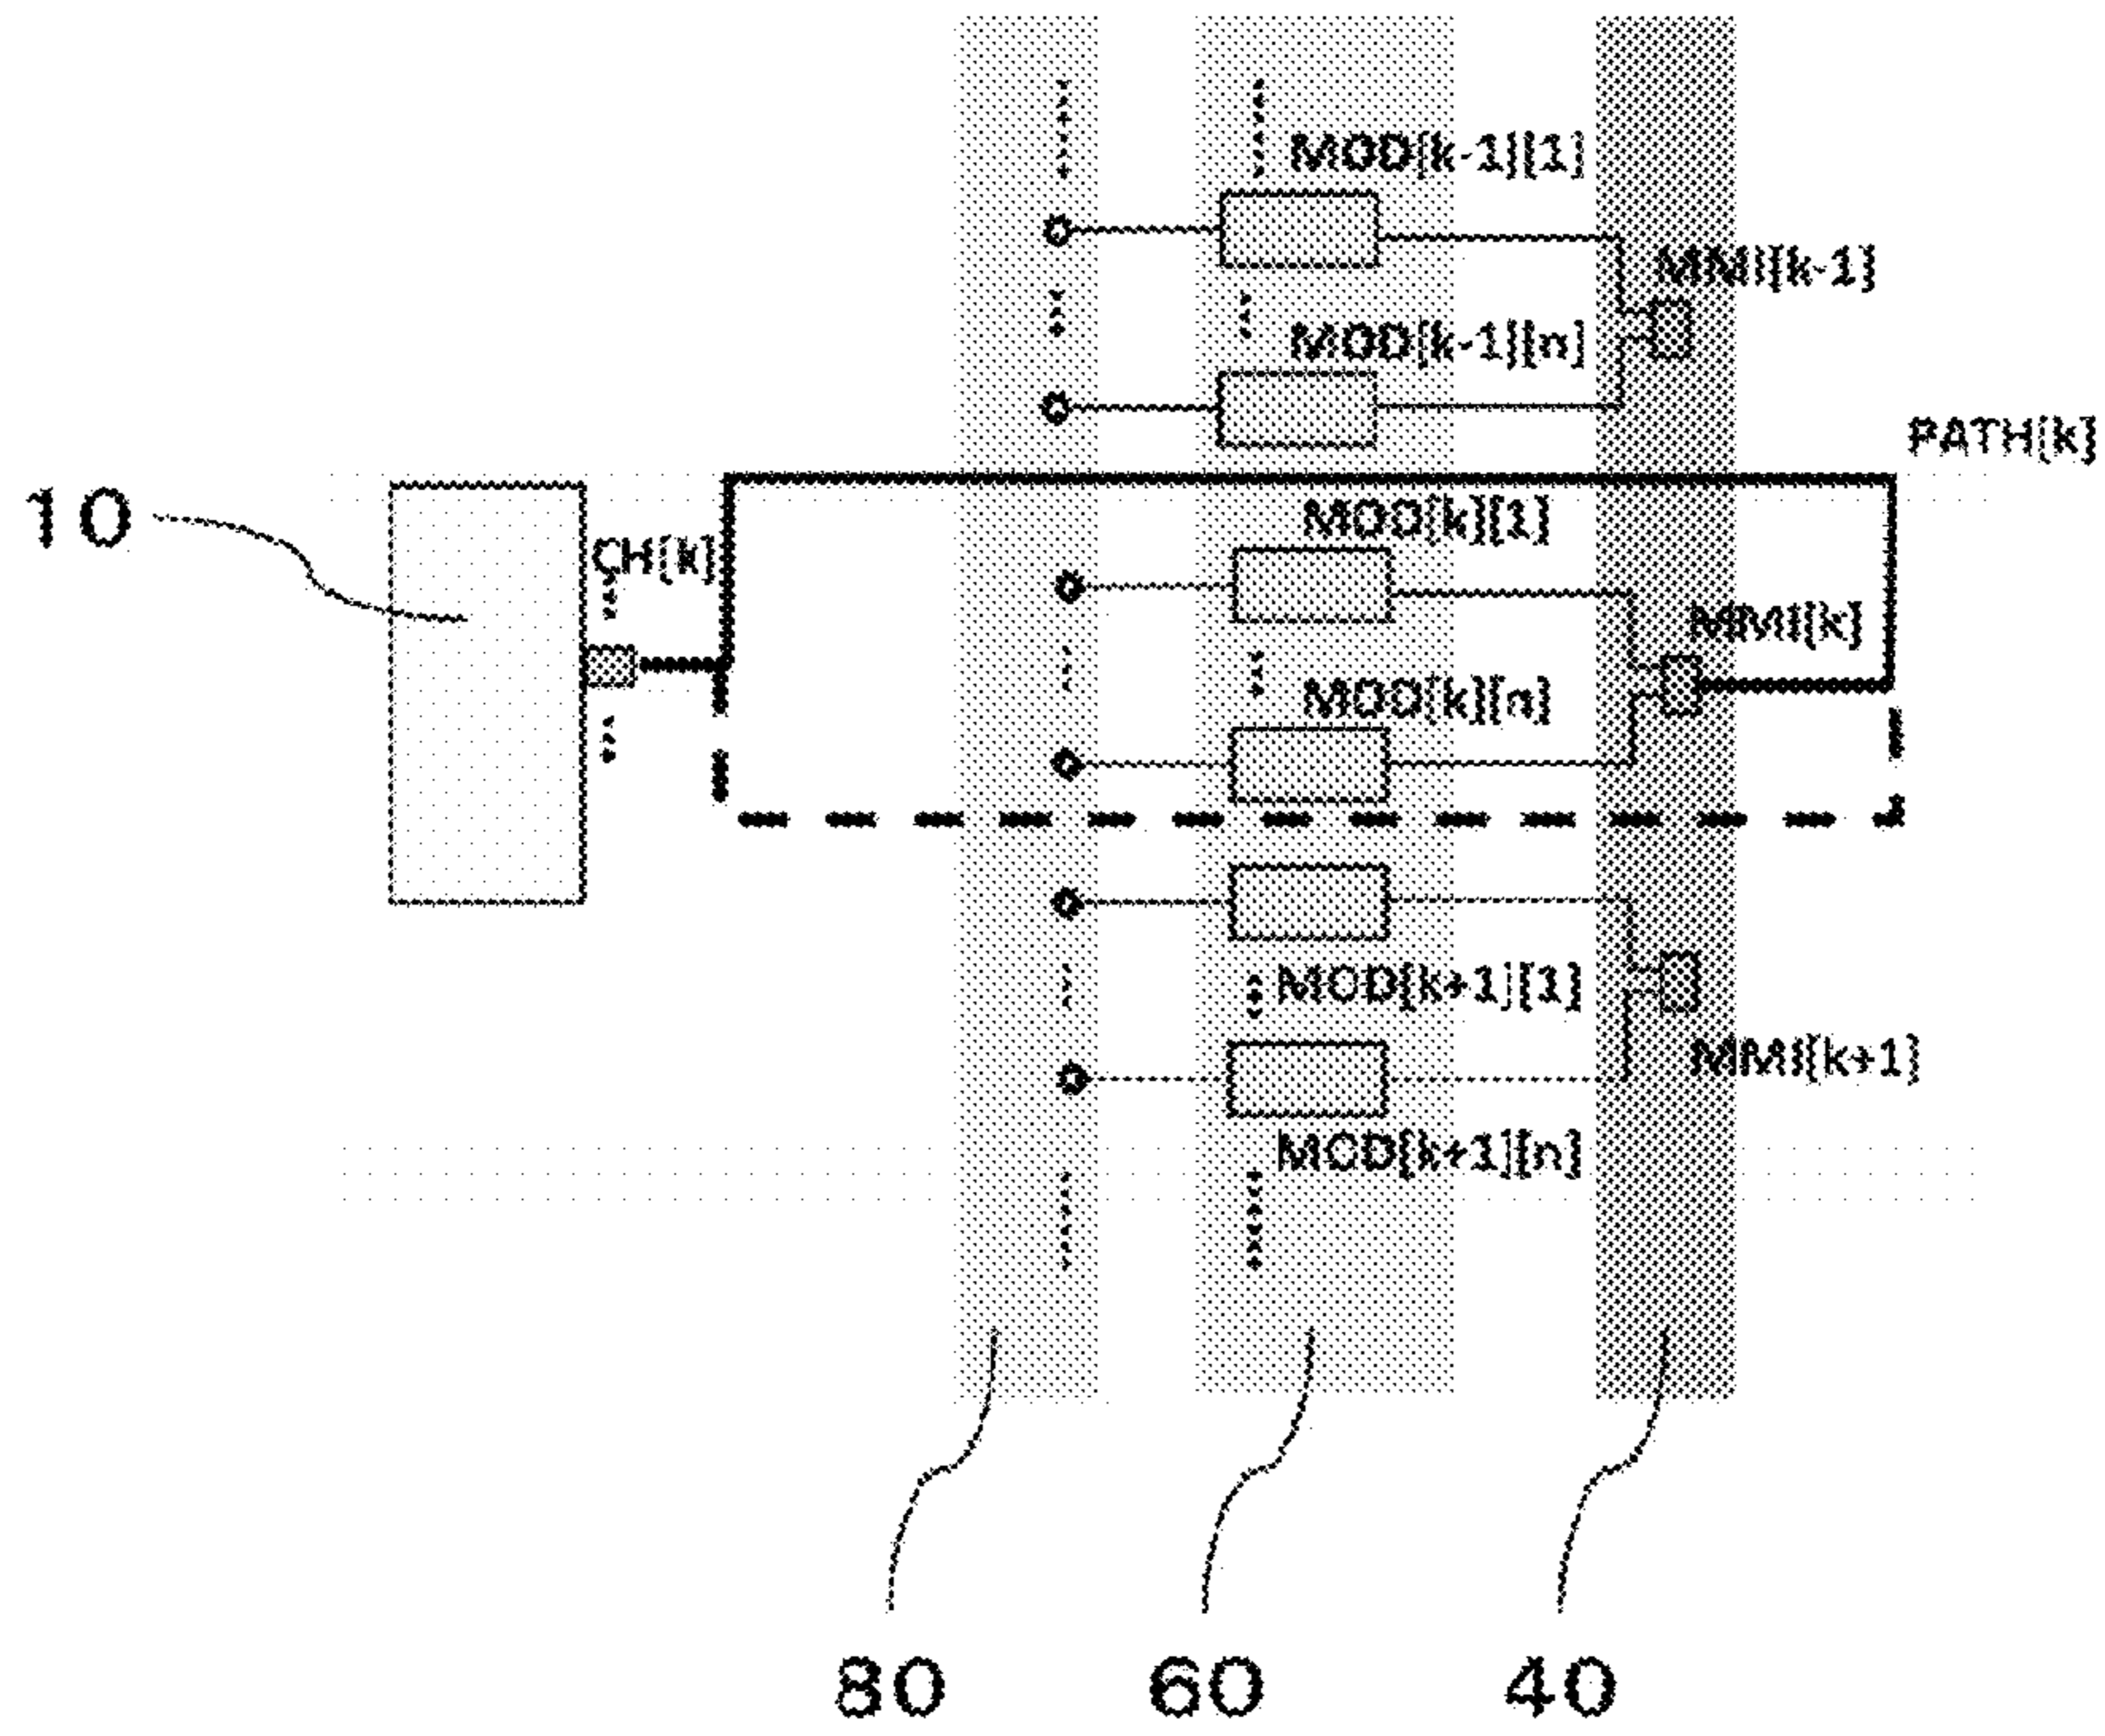 MOD[k-1][1]
MMI[k-1]
MOD[k-1][n]
PATH[k]
10
MOD[k][1]
CH[k]
MMI[k]
MOD[k][n]
MOD[k+1][1]
MMI[k+1]
MOD[k+1][n]
80
60
40